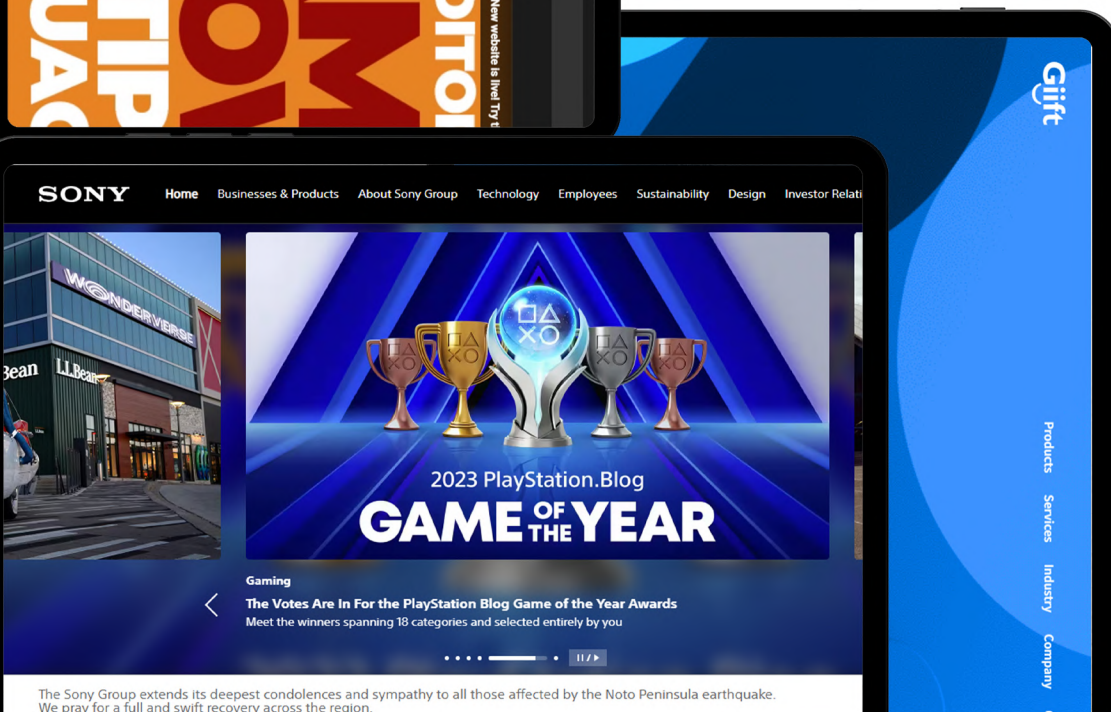 UAC
TIP
OW
M
DITOI
New website is live! Try t
Giift
Products
Services
Industry
Company
SONY
Home Businesses & Products About Sony Group Technology Employees Sustainability Design Investor Relati
WONDERVERSE
Bean L.L.Bean
2023 PlayStation.Blog
GAME OF THE YEAR
Gaming
The Votes Are In For the PlayStation Blog Game of the Year Awards
Meet the winners spanning 18 categories and selected entirely by you
The Sony Group extends its deepest condolences and sympathy to all those affected by the Noto Peninsula earthquake.
We pray for a full and swift recovery across the region.